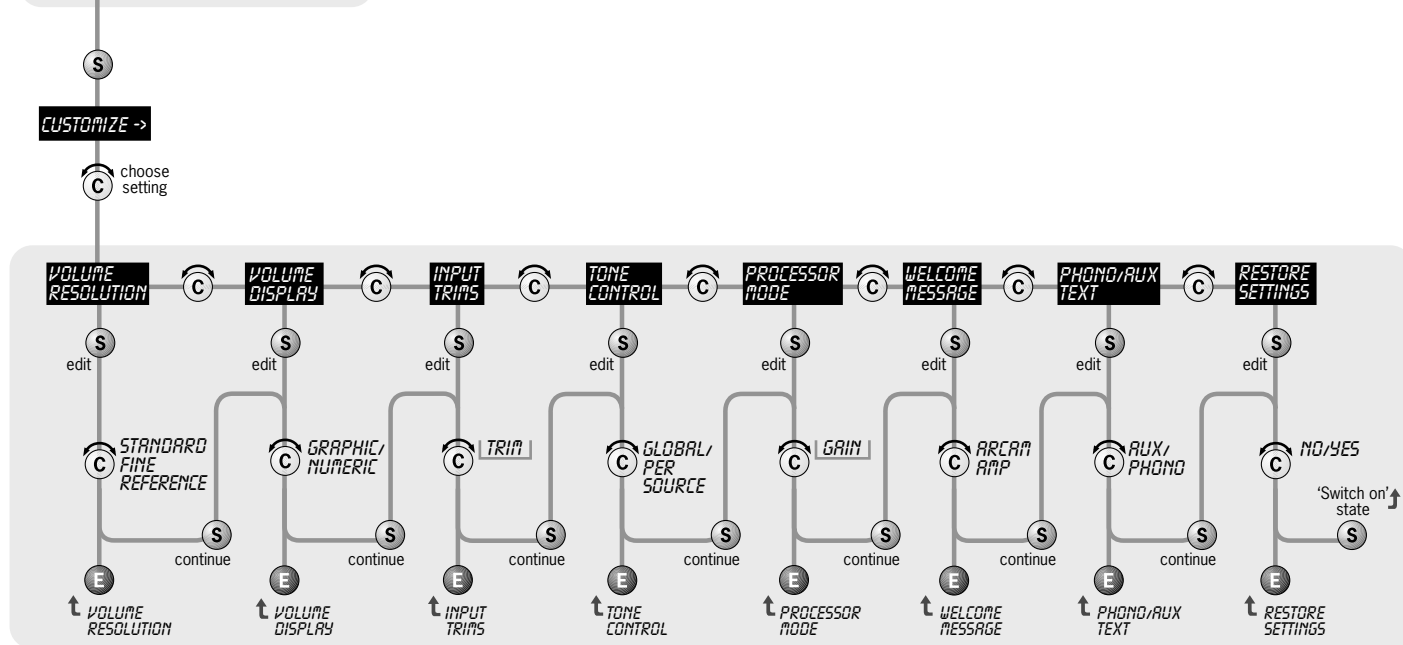 S
CUSTOMIZE ->
C
choose
setting
VOLUME
RESOLUTION
C
VOLUME
DISPLAY
C
INPUT
TRIMS
C
TONE
CONTROL
C
PROCESSOR
MODE
C
WELCOME
MESSAGE
C
PHONO/AUX
TEXT
C
RESTORE
SETTINGS
S
edit
S
edit
S
edit
S
edit
S
edit
S
edit
S
edit
S
edit
C
STANDARD
FINE
REFERENCE
C
GRAPHIC/
NUMERIC
C
TRIM
C
GLOBAL/
PER
SOURCE
C
GAIN
C
ARCAM
AMP
C
AUX/
PHONO
C
NO/YES
'Switch on'
state
S
continue
S
continue
S
continue
S
continue
S
continue
S
continue
S
continue
S
E
VOLUME
RESOLUTION
E
VOLUME
DISPLAY
E
INPUT
TRIMS
E
TONE
CONTROL
E
PROCESSOR
MODE
E
WELCOME
MESSAGE
E
PHONO/AUX
TEXT
E
RESTORE
SETTINGS